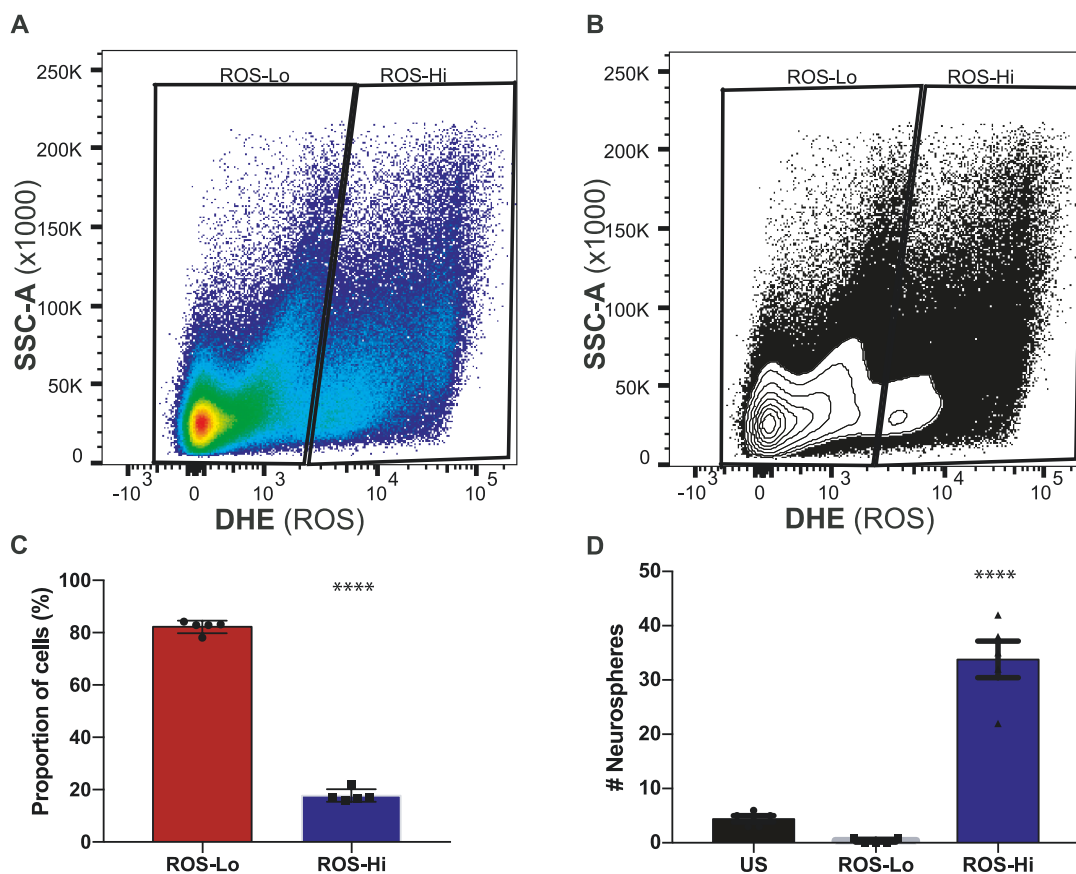 A
ROS-Lo
ROS-Hi
250K
200K
150K
100K
50K
0
SSC-A (x1000)
-10 3
0
10 3
10 4
10 5
DHE (ROS)
B
ROS-Lo
ROS-Hi
250K
200K
150K
100K
50K
0
SSC-A (x1000)
-10 3
0
10 3
10 4
10 5
DHE (ROS)
C
Proportion of cells (%)
100
80
60
40
20
0
****
ROS-Lo
ROS-Hi
D
# Neurospheres
50
40
30
20
10
0
****
US
ROS-Lo
ROS-Hi